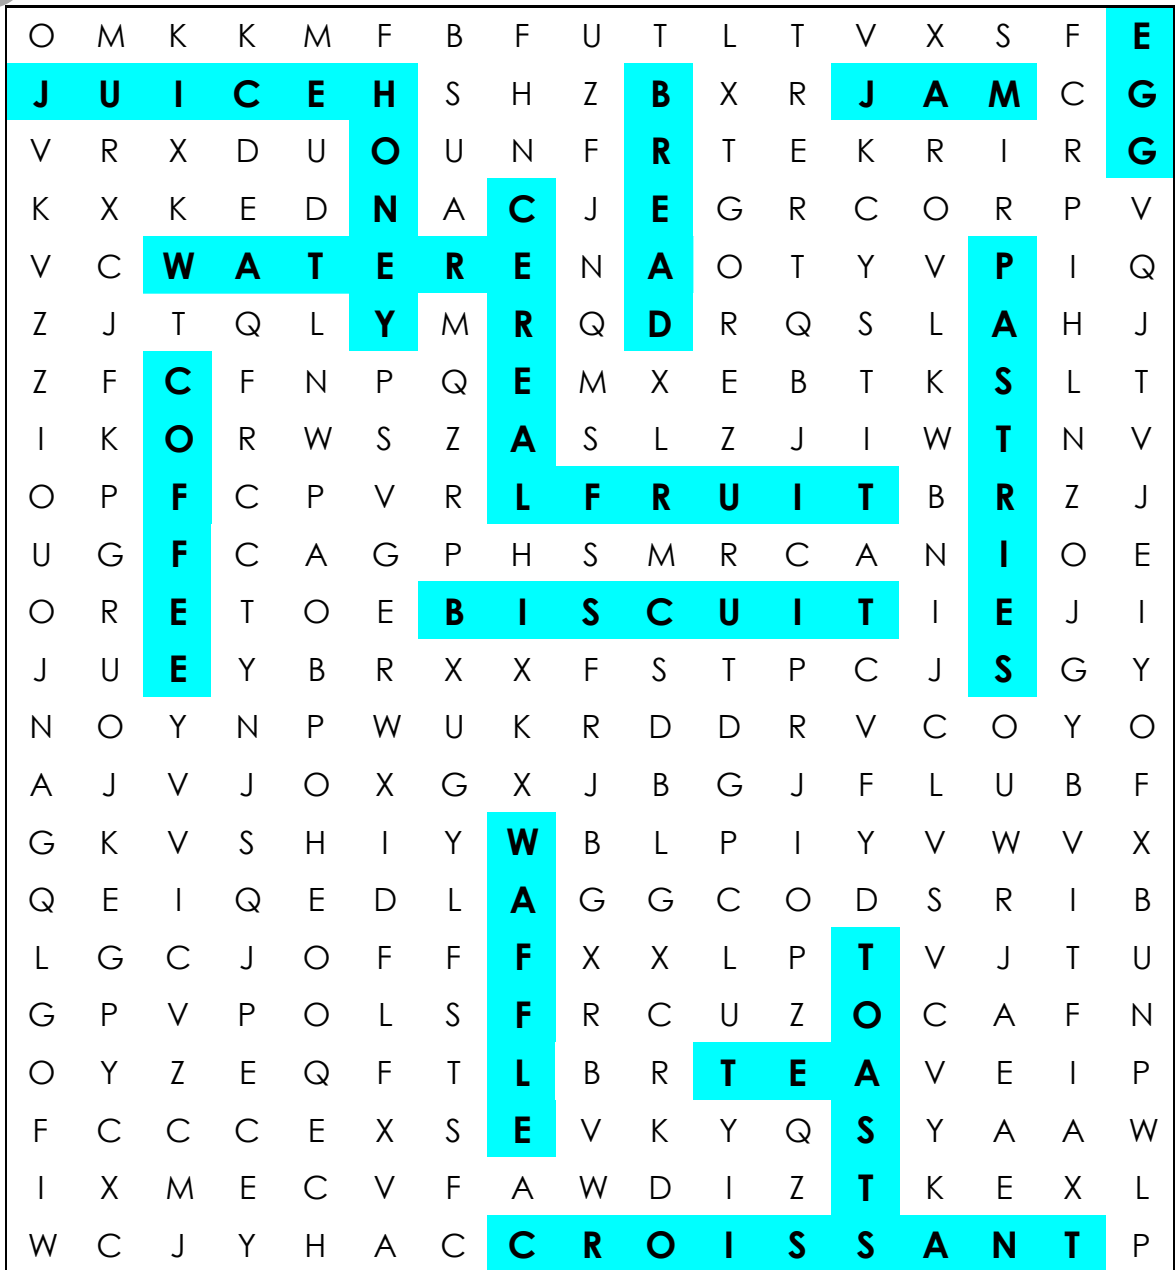 O M K K M F B F U T L T V X S F E
J U I C E H S H Z B X R J A M C G
V R X D U O U N F R T E K R I R G
K X K E D N A C J E G R C O R P V
V C W A T E R E N A O T Y V P I Q
Z J T Q L Y M R Q D R Q S L A H J
Z F C F N P Q E M X E B T K S L T
I K O R W S Z A S L Z J I W T N V
O P F C P V R L F R U I T B R Z J
U G F C A G P H S M R C A N I O E
O R E T O E B I S C U I T I E J I
J U E Y B R X X F S T P C J S G Y
N O Y N P W U K R D D R V C O Y O
A J V J O X G X J B G J F L U B F
G K V S H I Y W B L P I Y V W V X
Q E I Q E D L A G G C O D S R I B
L G C J O F F F X X L P T V J T U
G P V P O L S F R C U Z O C A F N
O Y Z E Q F T L B R T E A V E I P
F C C C E X S E V K Y Q S Y A A W
I X M E C V F A W D I Z T K E X L
W C J Y H A C C R O I S S A N T P